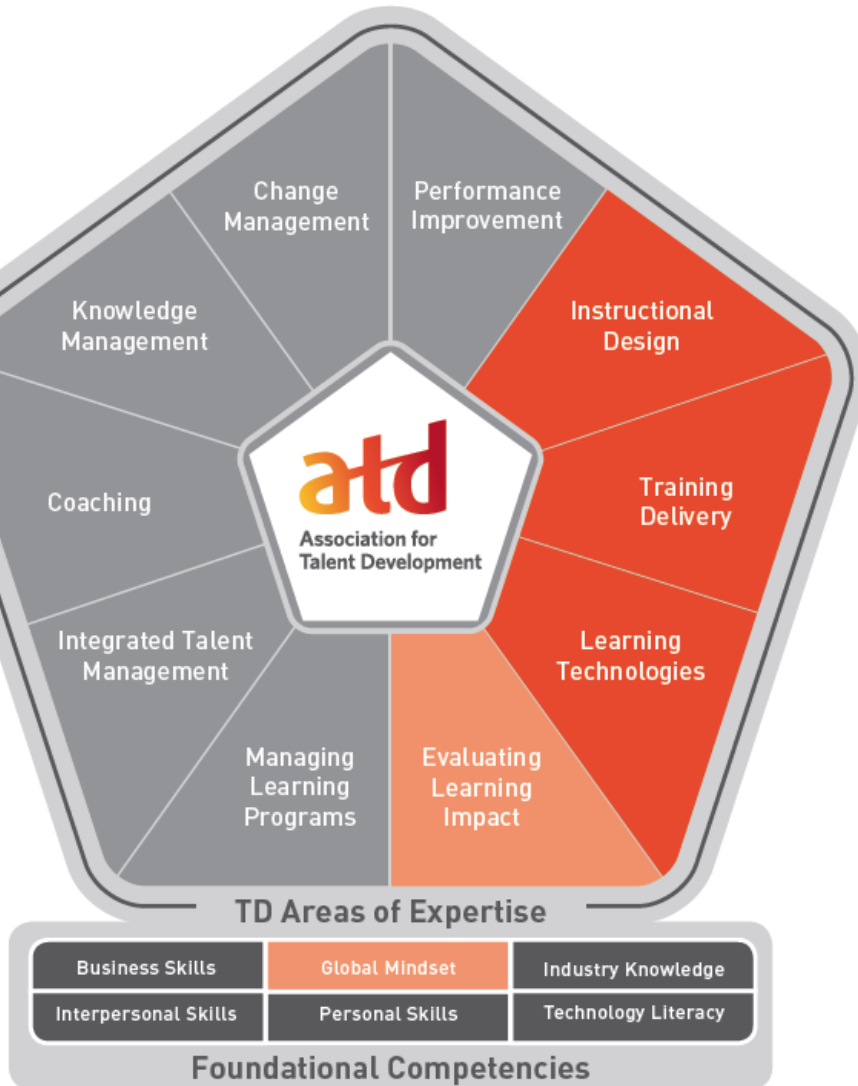 Change
Management
Performance
Improvement
Knowledge
Management
Instructional
Design
Coaching
atd
Association for
Talent Development
Training
Delivery
Integrated Talent
Management
Learning
Technologies
Managing
Learning
Programs
Evaluating
Learning
Impact
TD Areas of Expertise
Business Skills
Global Mindset
Industry Knowledge
Interpersonal Skills
Personal Skills
Technology Literacy
Foundational Competencies